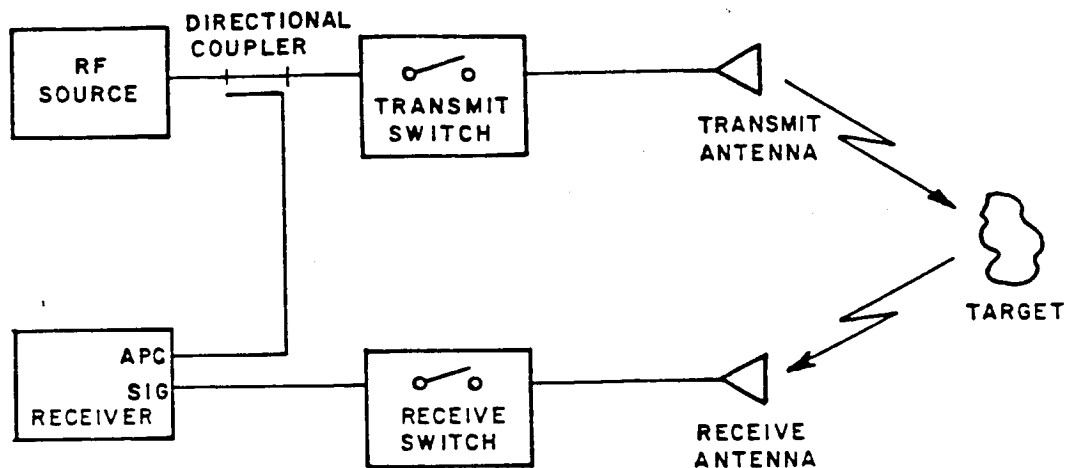 DIRECTIONAL
COUPLER
RF
SOURCE
TRANSMIT
SWITCH
TRANSMIT
ANTENNA
TARGET
APC
SIG
RECEIVER
RECEIVE
SWITCH
RECEIVE
ANTENNA